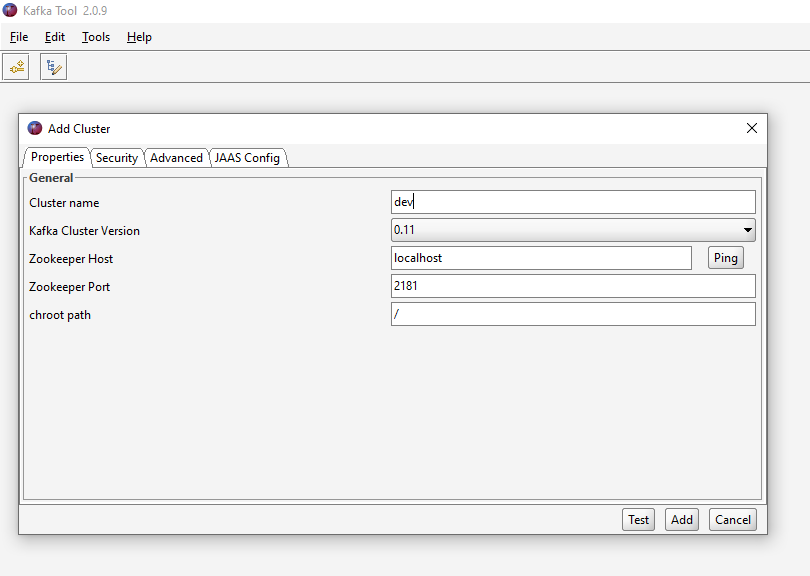 Kafka Tool 2.0.9
File Edit Tools Help
Add Cluster
Properties Security Advanced JAAS Config
General
Cluster name dev
Kafka Cluster Version 0.11
Zookeeper Host localhost Ping
Zookeeper Port 2181
chroot path /
Test Add Cancel